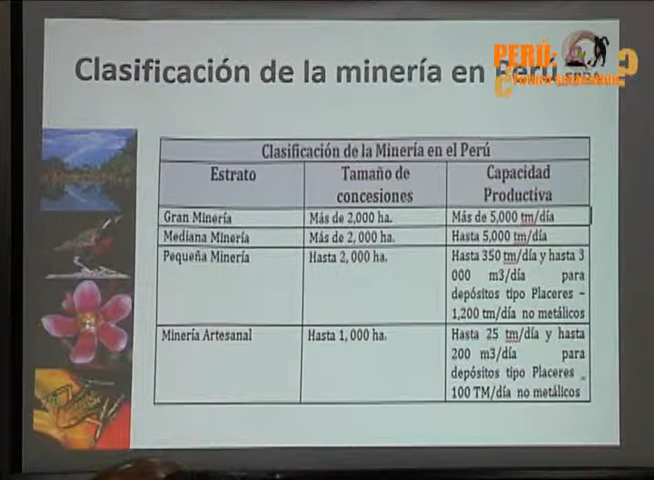 Clasificación de la minería en Perú
PERÚ:
Clasificación de la Minería en el Perú
Estrato
Tamaño de concesiones
Capacidad Productiva
Gran Minería
Más de 2,000 ha.
Más de 5,000 tm/día
Mediana Minería
Más de 2, 000 ha.
Hasta 5,000 tm/día
Pequeña Minería
Hasta 2, 000 ha.
Hasta 350 tm/día y hasta 3
000 m3/día para
depósitos tipo Placeres –
1,200 tm/día no metálicos
Minería Artesanal
Hasta 1, 000 ha.
Hasta 25 tm/día y hasta
200 m3/día para
depósitos tipo Placeres _
100 TM/día no metálicos